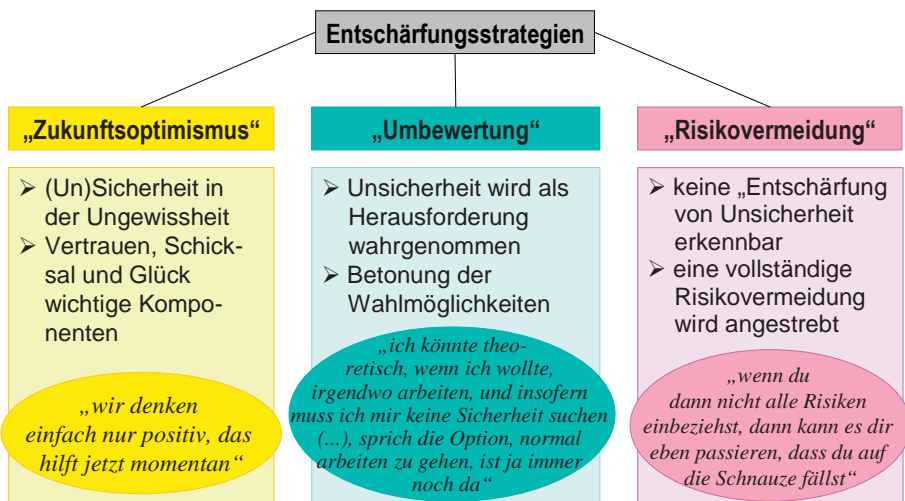 Entschärfungsstrategien
„Zukunftsoptimismus“
➢ (Un)Sicherheit in
der Ungewissheit
➢ Vertrauen, Schick-
sal und Glück
wichtige Kompo-
nenten
„wir denken
einfach nur positiv, das
hilft jetzt momentan“
„Umbewertung“
➢ Unsicherheit wird als
Herausforderung
wahrgenommen
➢ Betonung der
Wahlmöglichkeiten
„ich könnte theo-
retisch, wenn ich wollte,
irgendwo arbeiten, und insofern
muss ich mir keine Sicherheit suchen
(...), sprich die Option, normal
arbeiten zu gehen, ist ja immer
noch da“
„Risikovermeidung“
➢ keine „Entschärfung
von Unsicherheit
erkennbar
➢ eine vollständige
Risikovermeidung
wird angestrebt
„wenn du
dann nicht alle Risiken
einbeziehst, dann kann es dir
eben passieren, dass du auf
die Schnauze fällst“